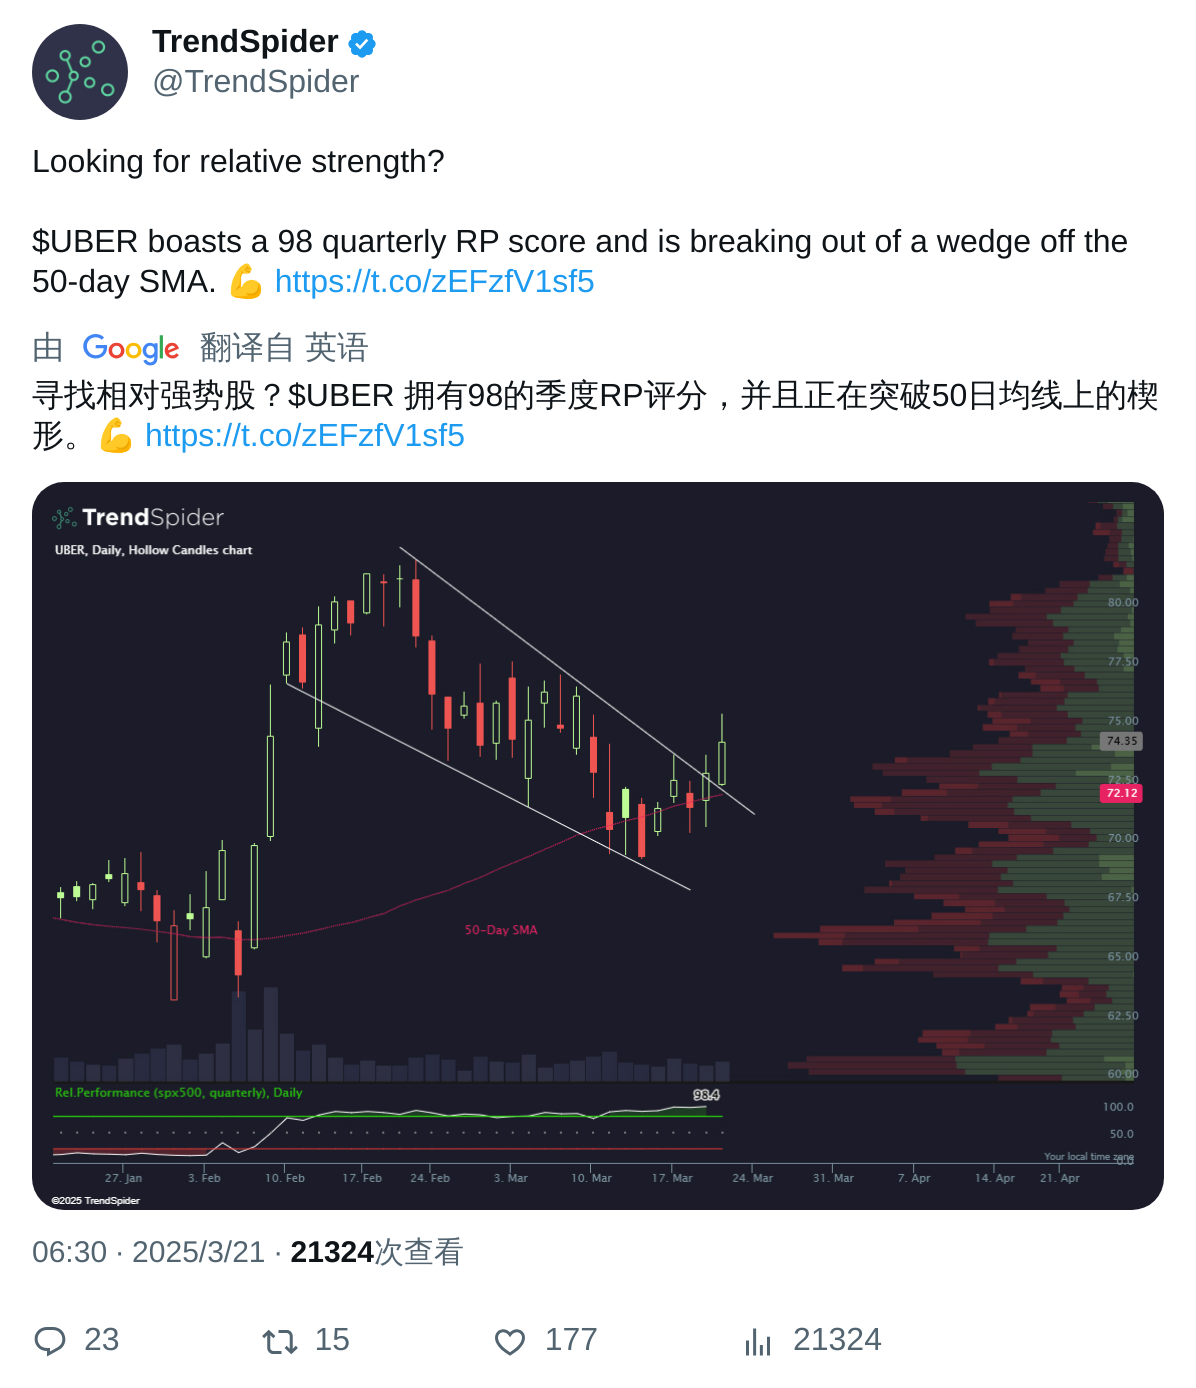 TrendSpider
@TrendSpider
Looking for relative strength?
$UBER boasts a 98 quarterly RP score and is breaking out of a wedge off the
50-day SMA. 💪 https://t.co/zEFzfV1sf5
由 Google 翻译自 英语
寻找相对强势股？$UBER 拥有98的季度RP评分，并且正在突破50日均线上的楔
形。💪 https://t.co/zEFzfV1sf5
TrendSpider
UBER, Daily, Hollow Candles chart
80.00
77.50
75.00
74.35
72.50
72.12
70.00
67.50
50-Day SMA
65.00
62.50
60.00
Rel.Performance (spx500, quarterly), Daily
98.4
100.0
50.0
Your local time zone
0.0
27. Jan 3. Feb 10. Feb 17. Feb 24. Feb 3. Mar 10. Mar 17. Mar 24. Mar 31. Mar 7. Apr 14. Apr 21. Apr
©2025 TrendSpider
06:30 · 2025/3/21 · 21324次查看
23 15 177 21324